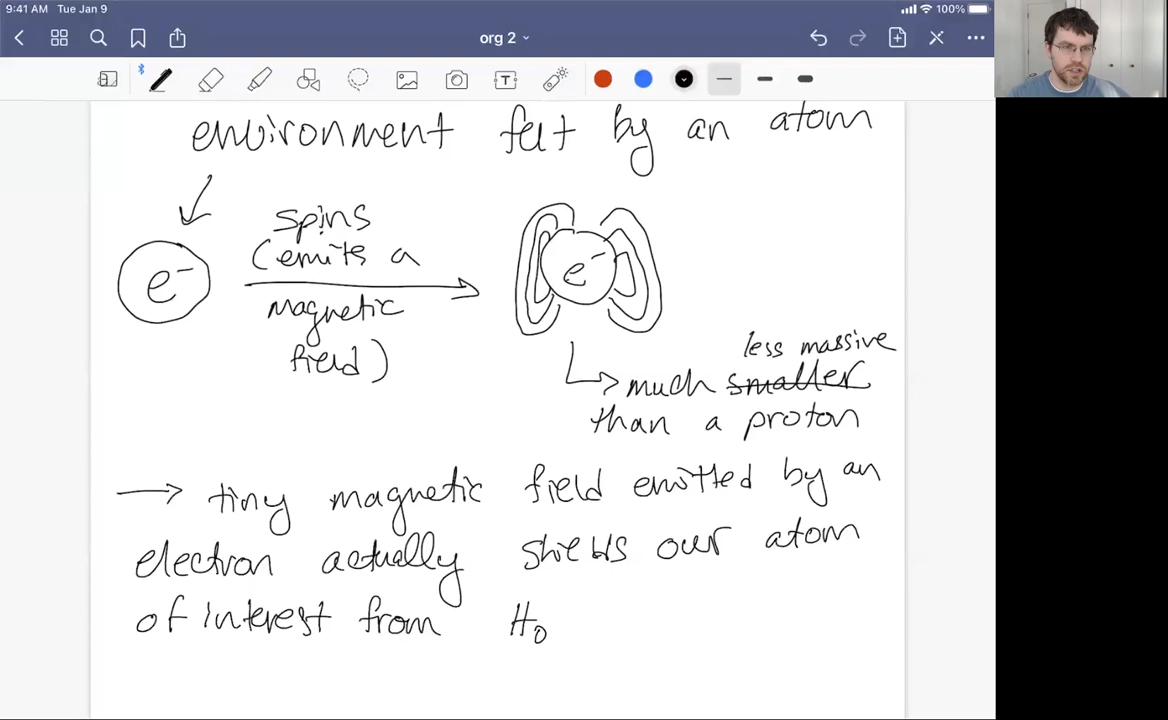 9:41 AM Tue Jan 9
100%
org 2
T
environment felt by an atom
e⁻
spins
(emits a
magnetic
field)
e⁻
less massive
much smaller
than a proton
→ tiny magnetic field emitted by an
electron actually shields our atom
of interest from H₀